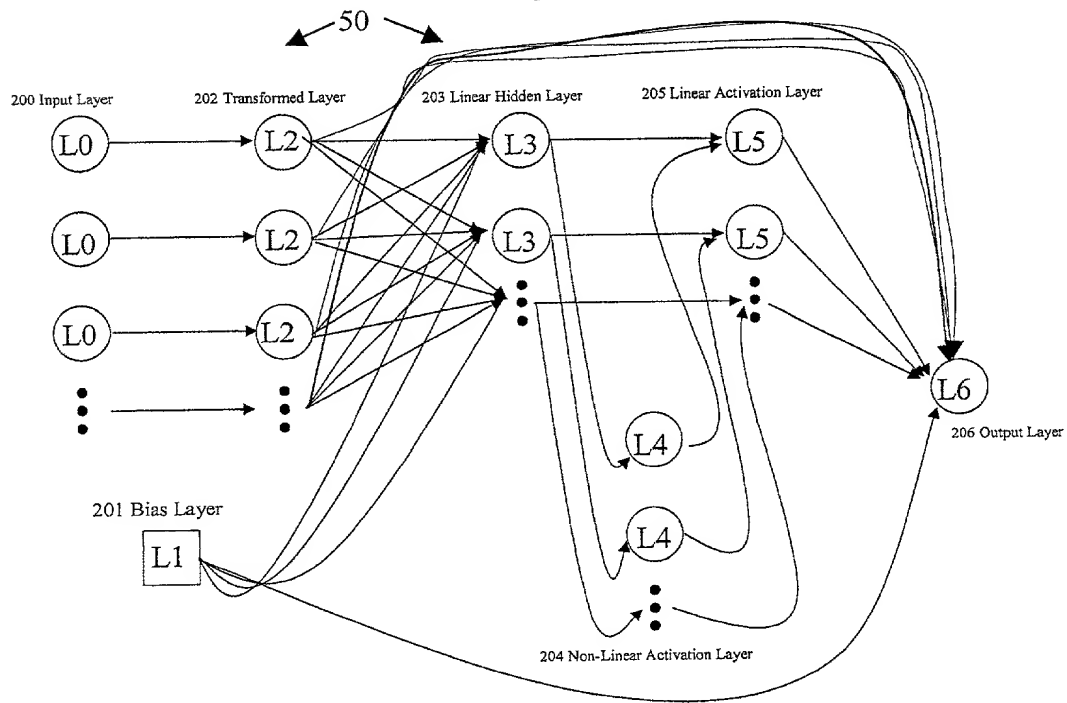 50
200 Input Layer
202 Transformed Layer
203 Linear Hidden Layer
205 Linear Activation Layer
L0
L2
L3
L5
L0
L2
L3
L5
L0
L2
L6
206 Output Layer
L4
201 Bias Layer
L1
L4
204 Non-Linear Activation Layer